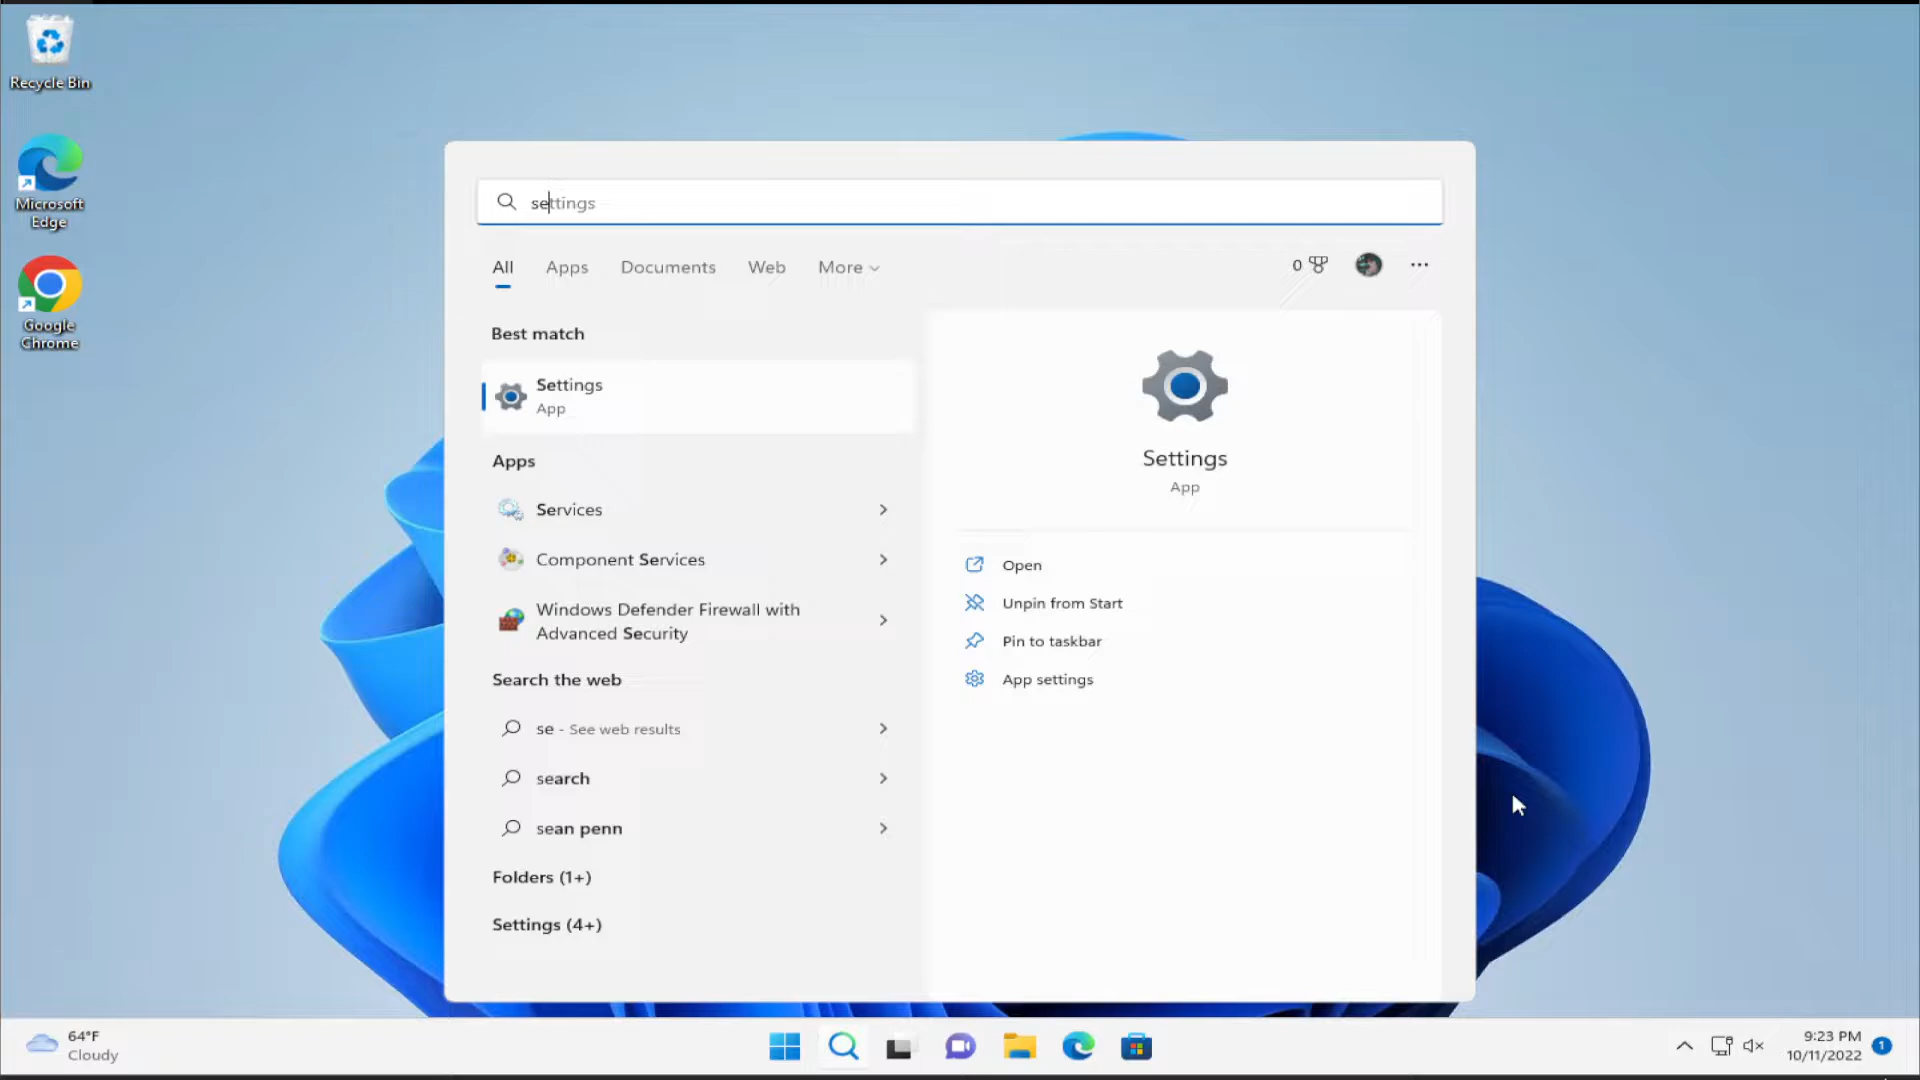 Recycle Bin
Microsoft
Edge
Google
Chrome
settings
All
Apps
Documents
Web
More
0
Best match
Settings
App
Apps
Services
Component Services
Windows Defender Firewall with
Advanced Security
Search the web
se - See web results
search
sean penn
Folders (1+)
Settings (4+)
Settings
App
Open
Unpin from Start
Pin to taskbar
App settings
64°F
Cloudy
9:23 PM
10/11/2022
1